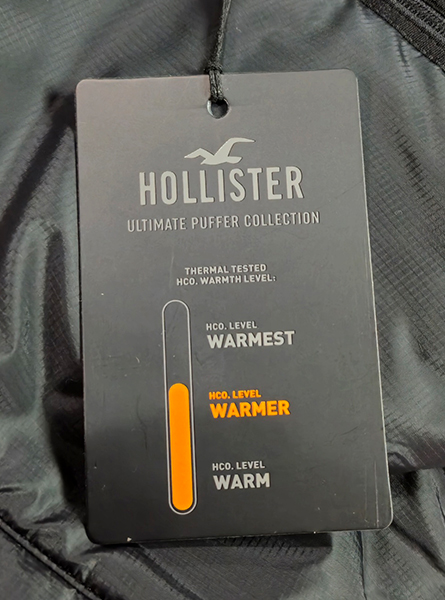 HOLLISTER
ULTIMATE PUFFER COLLECTION
THERMAL TESTED
HCO. WARMTH LEVEL:
HCO. LEVEL
WARMEST
HCO. LEVEL
WARMER
HCO. LEVEL
WARM